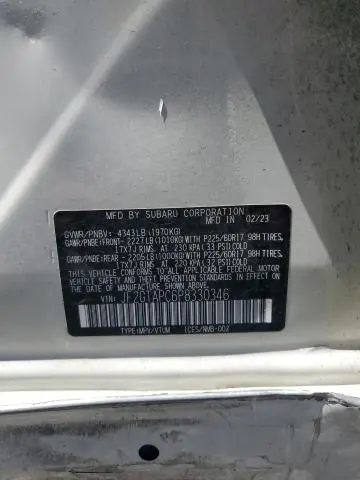 MFD BY SUBARU CORPORATION
MFD IN 02/23
GVWR/PNBV: 4343LB (1970KG)
GAWR/PNBE:FRONT- 2227LB(1010KG)WITH P225/60R17 98H TIRES,
17X7J RIMS, AT 230 KPA(33 PSI)COLD
GAWR/PNBE:REAR - 2205LB(1000KG)WITH P225/60R17 98H TIRES,
17X7J RIMS, AT 220 KPA(32 PSI)COLD
THIS VEHICLE CONFORMS TO ALL APPLICABLE FEDERAL MOTOR
VEHICLE SAFETY BUMPER AND THEFT PREVENTION STANDARDS
IN EFFECT ON THE DATE OF MANUFACTURE SHOWN ABOVE.
VIN: JF2GTAPC6P8330346
TYPE:MPV/VTUM ICES/NMB-002